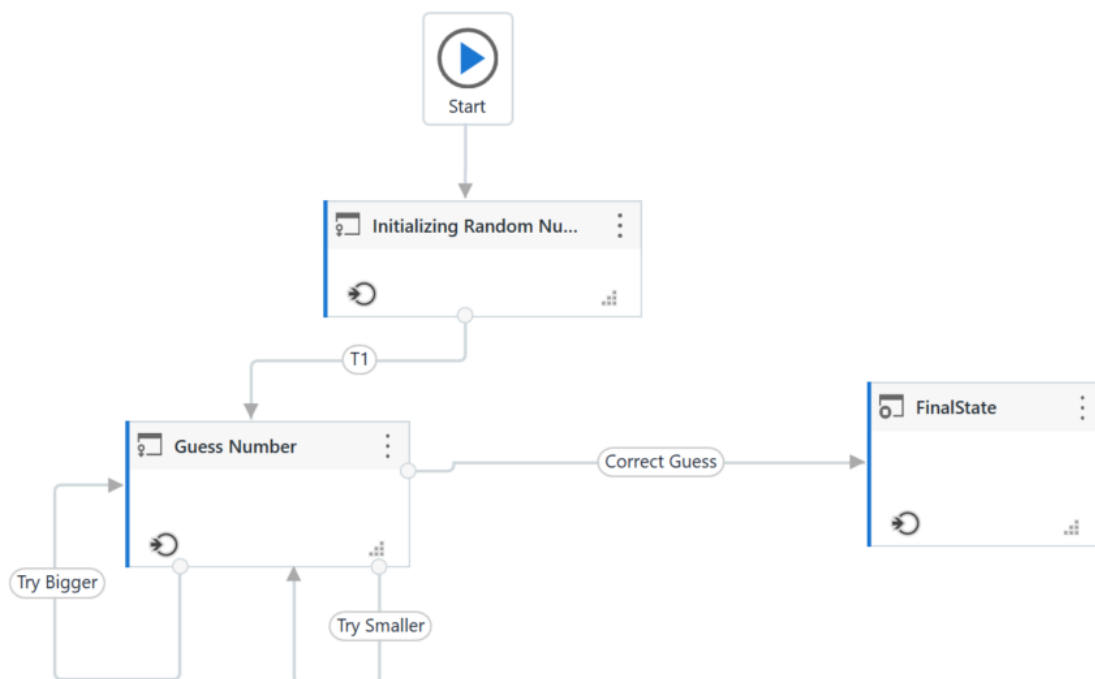 Start
Initializing Random Nu...
T1
FinalState
Guess Number
Correct Guess
Try Bigger
Try Smaller